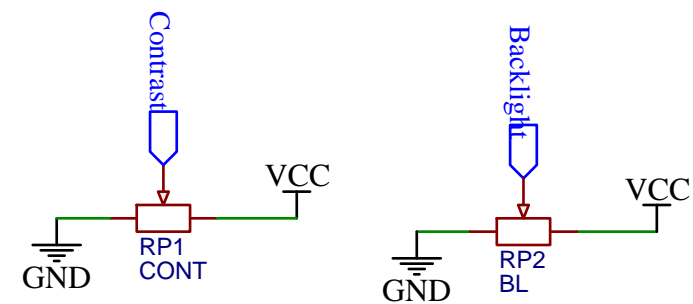 Contrast
VCC
RP1
CONT
GND
Backlight
VCC
RP2
BL
GND